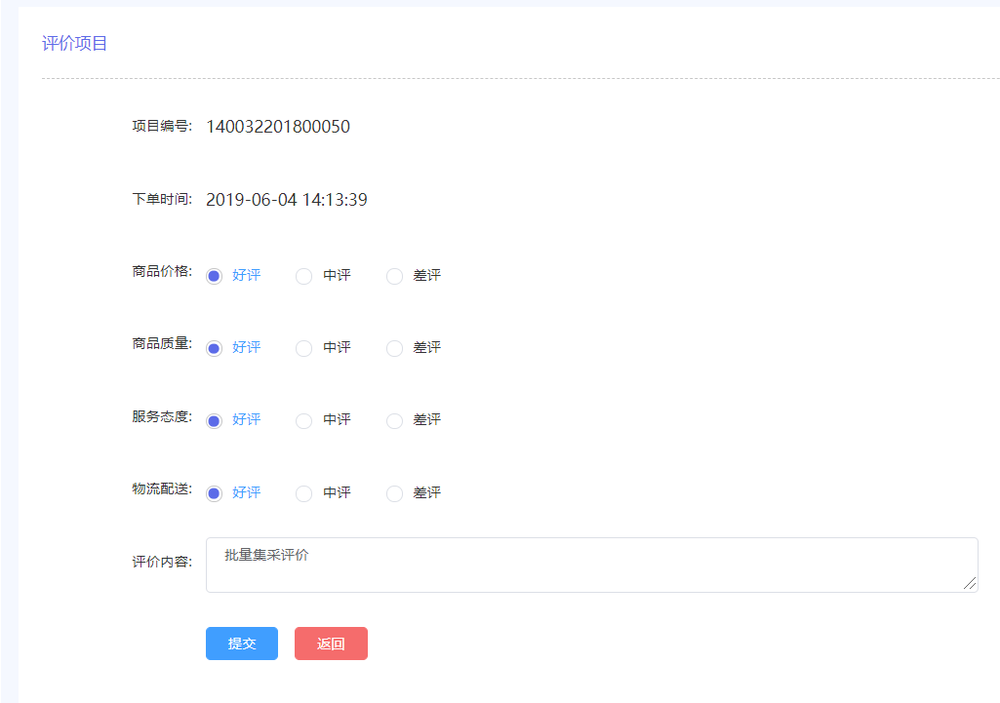 评价项目
项目编号: 140032201800050
下单时间: 2019-06-04 14:13:39
商品价格: 好评 中评 差评
商品质量: 好评 中评 差评
服务态度: 好评 中评 差评
物流配送: 好评 中评 差评
评价内容: 批量集采评价
提交 返回